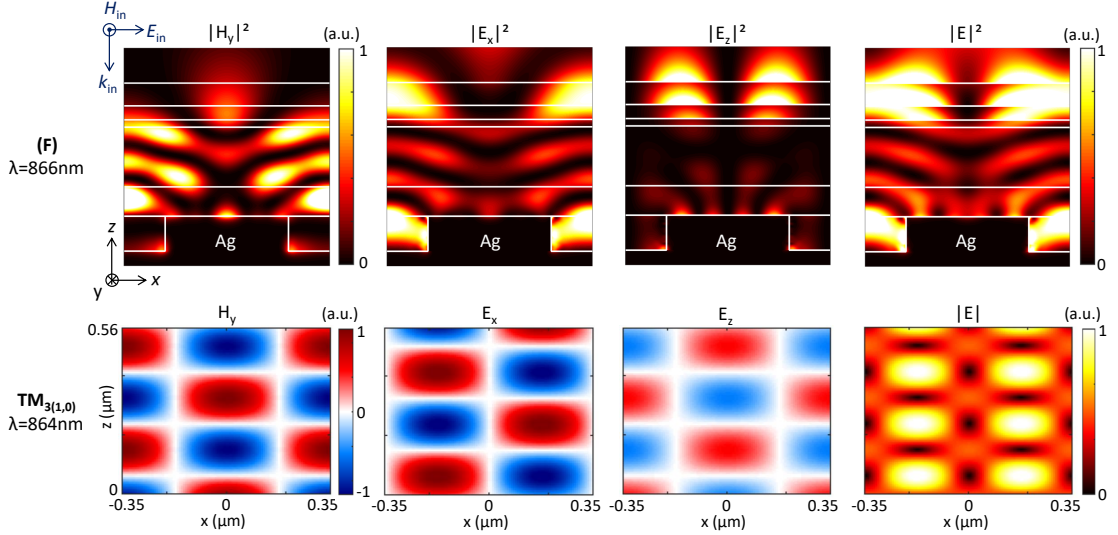 H_in
E_in
k_in
|H_y|²
(a.u.)
1
0
|E_x|²
|E_z|²
|E|²
(a.u.)
1
0
(F)
λ=866nm
Ag
Ag
Ag
Ag
z
x
y
H_y
(a.u.)
1
0
-1
E_x
E_z
|E|
(a.u.)
1
0
TM_3(1,0)
λ=864nm
0.56
z (µm)
0
-0.35
0
0.35
x (µm)
-0.35
0
0.35
x (µm)
-0.35
0
0.35
x (µm)
-0.35
0
0.35
x (µm)